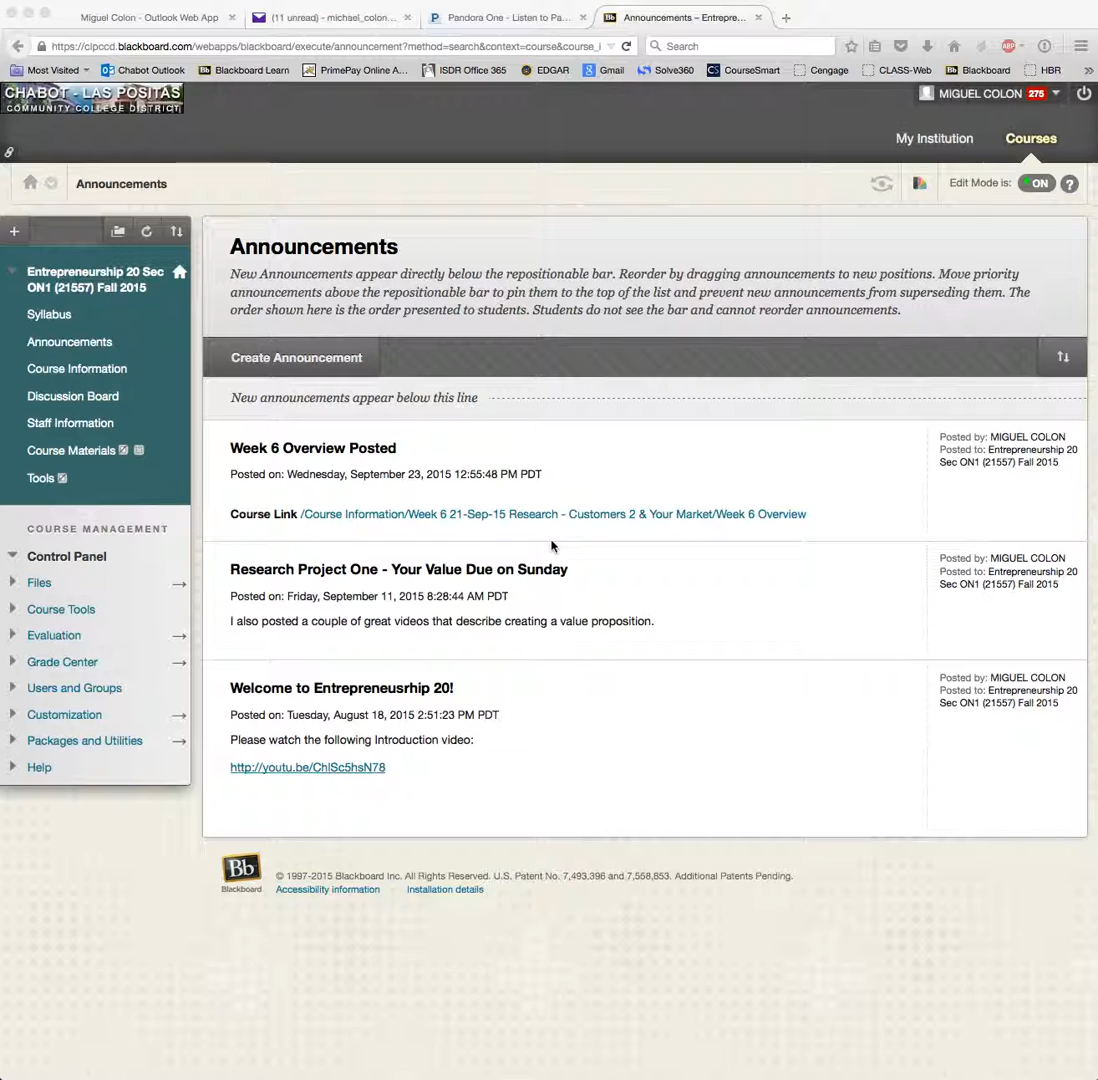 Miguel Colon - Outlook Web App
(11 unread) - michael_colon...
Pandora One - Listen to Pa...
Announcements – Entrepre...
https://clpccd.blackboard.com/webapps/blackboard/execute/announcement?method=search&context=course&course_i
Search
Most Visited
Chabot Outlook
Blackboard Learn
PrimePay Online A...
ISDR Office 365
EDGAR
Gmail
Solve360
CourseSmart
Cengage
CLASS-Web
Blackboard
HBR
CHABOT - LAS POSITAS
COMMUNITY COLLEGE DISTRICT
MIGUEL COLON 275
My Institution
Courses
Announcements
Edit Mode is: ON ?
Entrepreneurship 20 Sec
ON1 (21557) Fall 2015
Syllabus
Announcements
Course Information
Discussion Board
Staff Information
Course Materials
Tools
COURSE MANAGEMENT
Control Panel
Files
Course Tools
Evaluation
Grade Center
Users and Groups
Customization
Packages and Utilities
Help
Announcements
New Announcements appear directly below the repositionable bar. Reorder by dragging announcements to new positions. Move priority
announcements above the repositionable bar to pin them to the top of the list and prevent new announcements from superseding them. The
order shown here is the order presented to students. Students do not see the bar and cannot reorder announcements.
Create Announcement
New announcements appear below this line
Week 6 Overview Posted
Posted on: Wednesday, September 23, 2015 12:55:48 PM PDT
Course Link /Course Information/Week 6 21-Sep-15 Research - Customers 2 & Your Market/Week 6 Overview
Posted by: MIGUEL COLON
Posted to: Entrepreneurship 20
Sec ON1 (21557) Fall 2015
Research Project One - Your Value Due on Sunday
Posted on: Friday, September 11, 2015 8:28:44 AM PDT
I also posted a couple of great videos that describe creating a value proposition.
Posted by: MIGUEL COLON
Posted to: Entrepreneurship 20
Sec ON1 (21557) Fall 2015
Welcome to Entrepreneusrhip 20!
Posted on: Tuesday, August 18, 2015 2:51:23 PM PDT
Please watch the following Introduction video:
http://youtu.be/ChlSc5hsN78
Posted by: MIGUEL COLON
Posted to: Entrepreneurship 20
Sec ON1 (21557) Fall 2015
Bb
Blackboard
© 1997-2015 Blackboard Inc. All Rights Reserved. U.S. Patent No. 7,493,396 and 7,558,853. Additional Patents Pending.
Accessibility information
Installation details